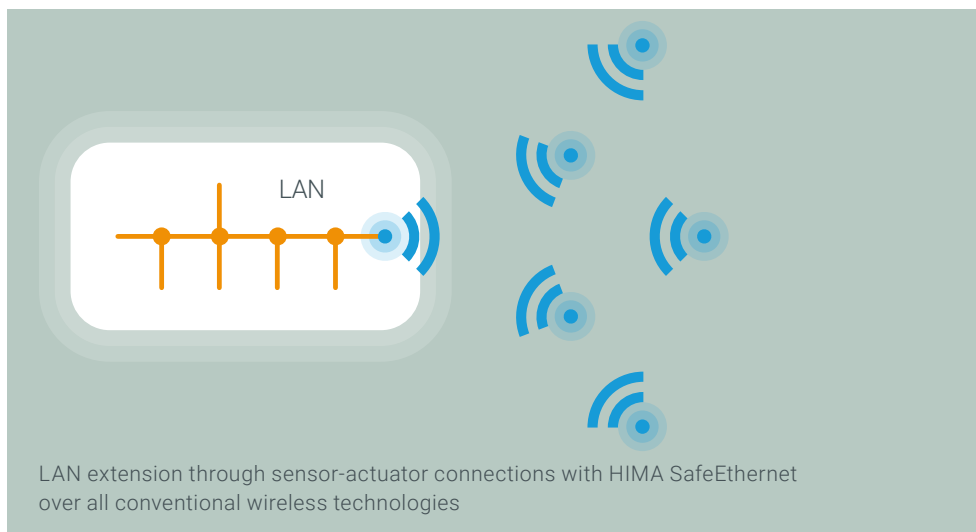 LAN
LAN extension through sensor-actuator connections with HIMA SafeEthernet
over all conventional wireless technologies